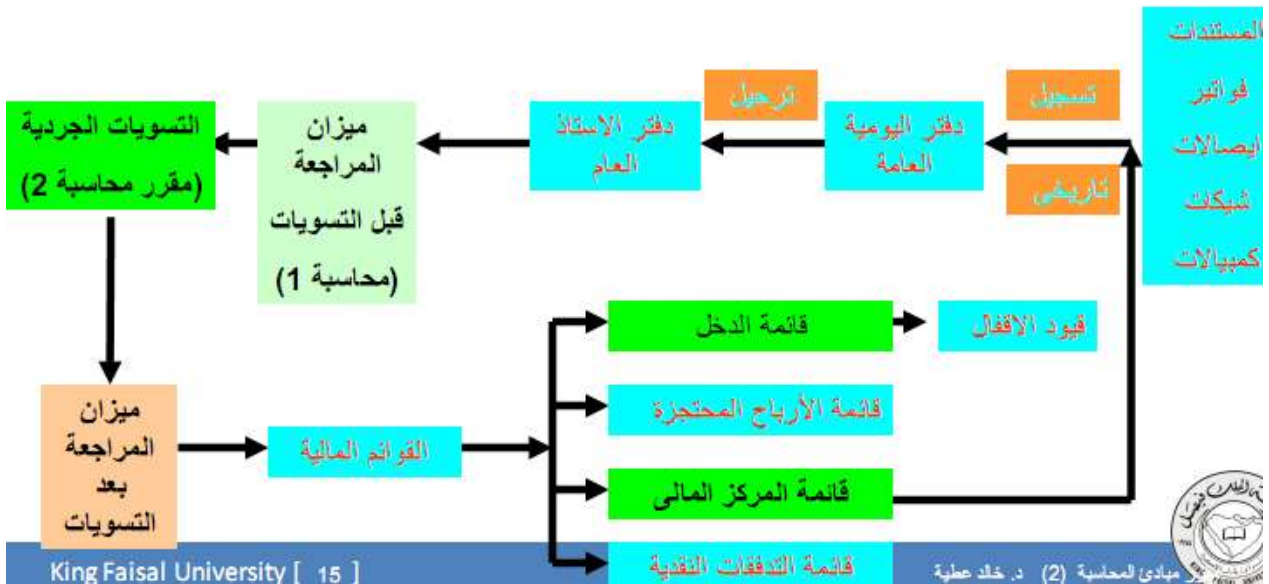 المستندات
فواتير
ايصالات
شيكات
كمبيالات
تسجيل
تاريخى
دفتر اليومية
العامة
ترحيل
دفتر الاستاذ
العام
ميزان
المراجعة
قبل التسويات
(محاسبة 1)
التسويات الجردية
(مقرر محاسبة 2)
ميزان
المراجعة
بعد
التسويات
القوائم المالية
قائمة الدخل
قيود الاقفال
قائمة الأرباح المحتجزة
قائمة المركز المالى
قائمة التدفقات النقدية
مبادئ المحاسبة (2) د. خالد عطية
King Faisal University [ 15 ]